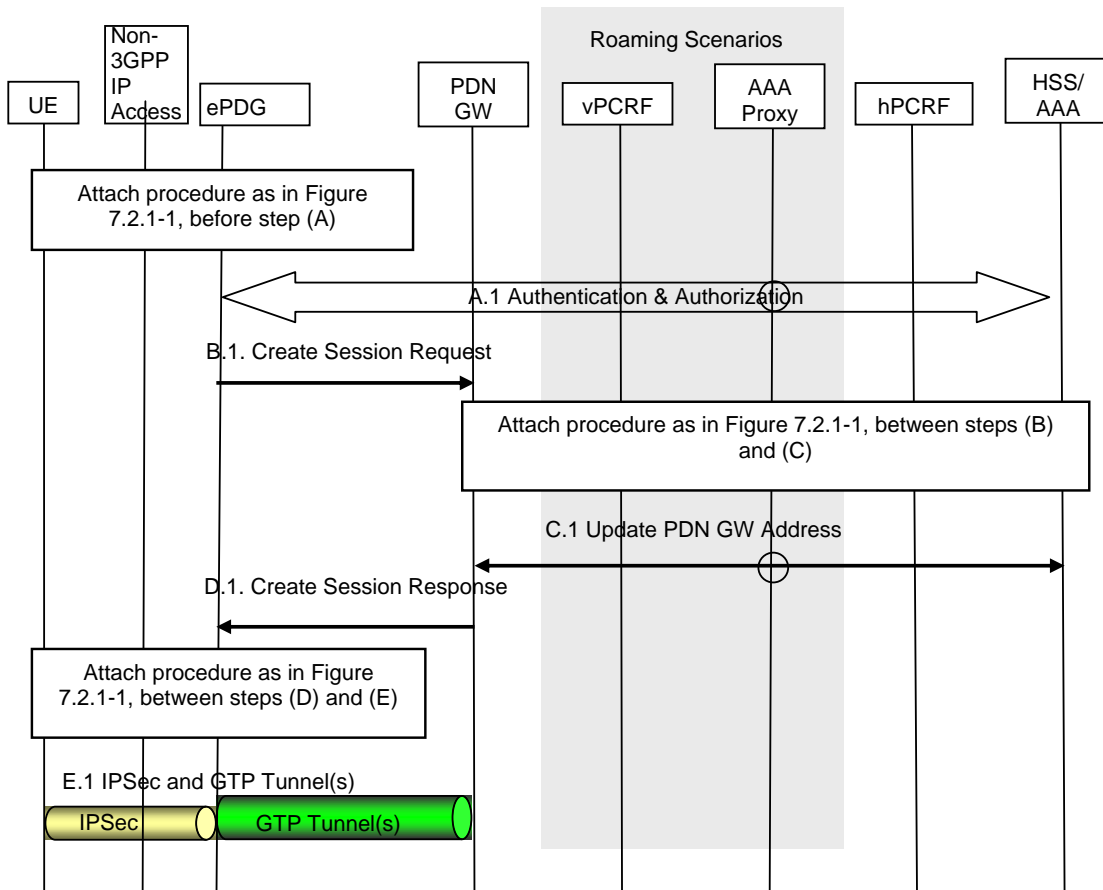 Roaming Scenarios
Non-
3GPP
IP
Access
UE
ePDG
PDN
GW
vPCRF
AAA
Proxy
hPCRF
HSS/
AAA
Attach procedure as in Figure
7.2.1-1, before step (A)
A.1 Authentication & Authorization
B.1. Create Session Request
Attach procedure as in Figure 7.2.1-1, between steps (B)
and (C)
C.1 Update PDN GW Address
D.1. Create Session Response
Attach procedure as in Figure
7.2.1-1, between steps (D) and (E)
E.1 IPSec and GTP Tunnel(s)
IPSec
GTP Tunnel(s)